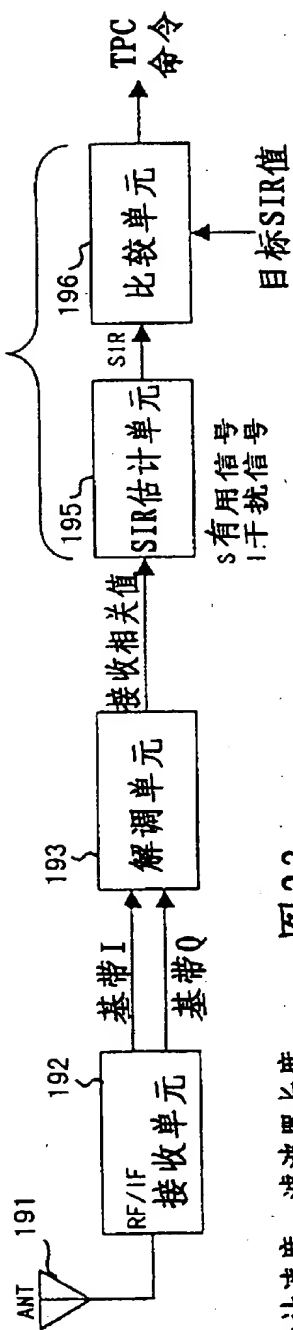 ANT 191
192
RF/IF
接收单元
基带I
基带Q
193
解调单元
接收相关值
195
SIR估计单元
S有用信号
I:干扰信号
SIR
196
比较单元
目标SIR值
TPC
命令